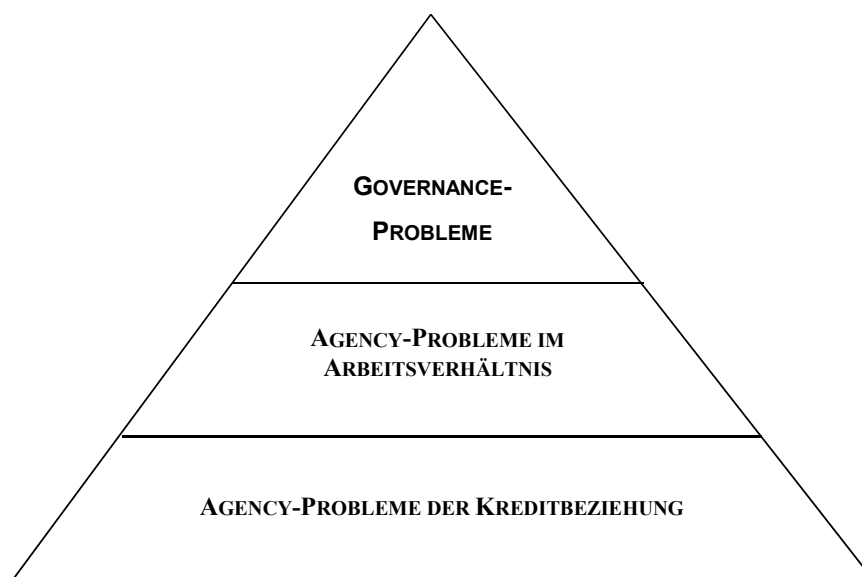 GOVERNANCE-
PROBLEME
AGENCY-PROBLEME IM
ARBEITSVERHÄLTNIS
AGENCY-PROBLEME DER KREDITBEZIEHUNG